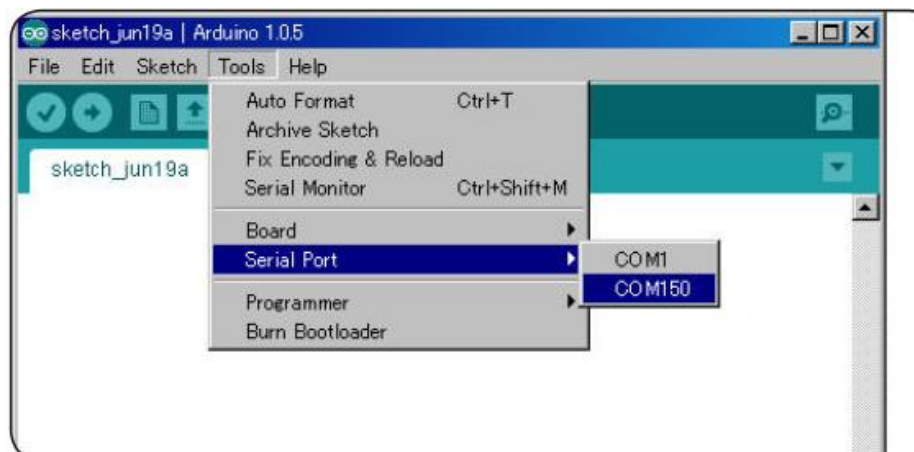 sketch_jun19a | Arduino 1.0.5
File Edit Sketch Tools Help
Auto Format Ctrl+T
Archive Sketch
Fix Encoding & Reload
sketch_jun19a
Serial Monitor Ctrl+Shift+M
Board
Serial Port
COM1
COM150
Programmer
Burn Bootloader